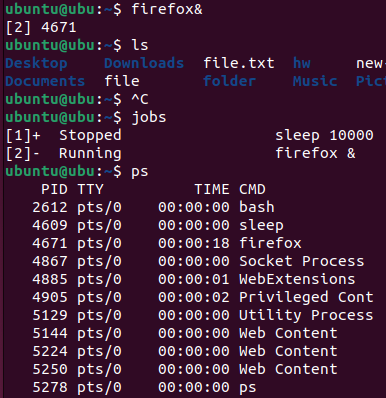 ubuntu@ubu:~$ firefox&
[2] 4671
ubuntu@ubu:~$ ls
Desktop Downloads file.txt hw new-
Documents file folder Music Pic
ubuntu@ubu:~$ ^C
ubuntu@ubu:~$ jobs
[1]+ Stopped sleep 10000
[2]- Running firefox &
ubuntu@ubu:~$ ps
PID TTY TIME CMD
2612 pts/0 00:00:00 bash
4609 pts/0 00:00:00 sleep
4671 pts/0 00:00:18 firefox
4867 pts/0 00:00:00 Socket Process
4885 pts/0 00:00:01 WebExtensions
4905 pts/0 00:00:02 Privileged Cont
5129 pts/0 00:00:00 Utility Process
5144 pts/0 00:00:00 Web Content
5224 pts/0 00:00:00 Web Content
5250 pts/0 00:00:00 Web Content
5278 pts/0 00:00:00 ps